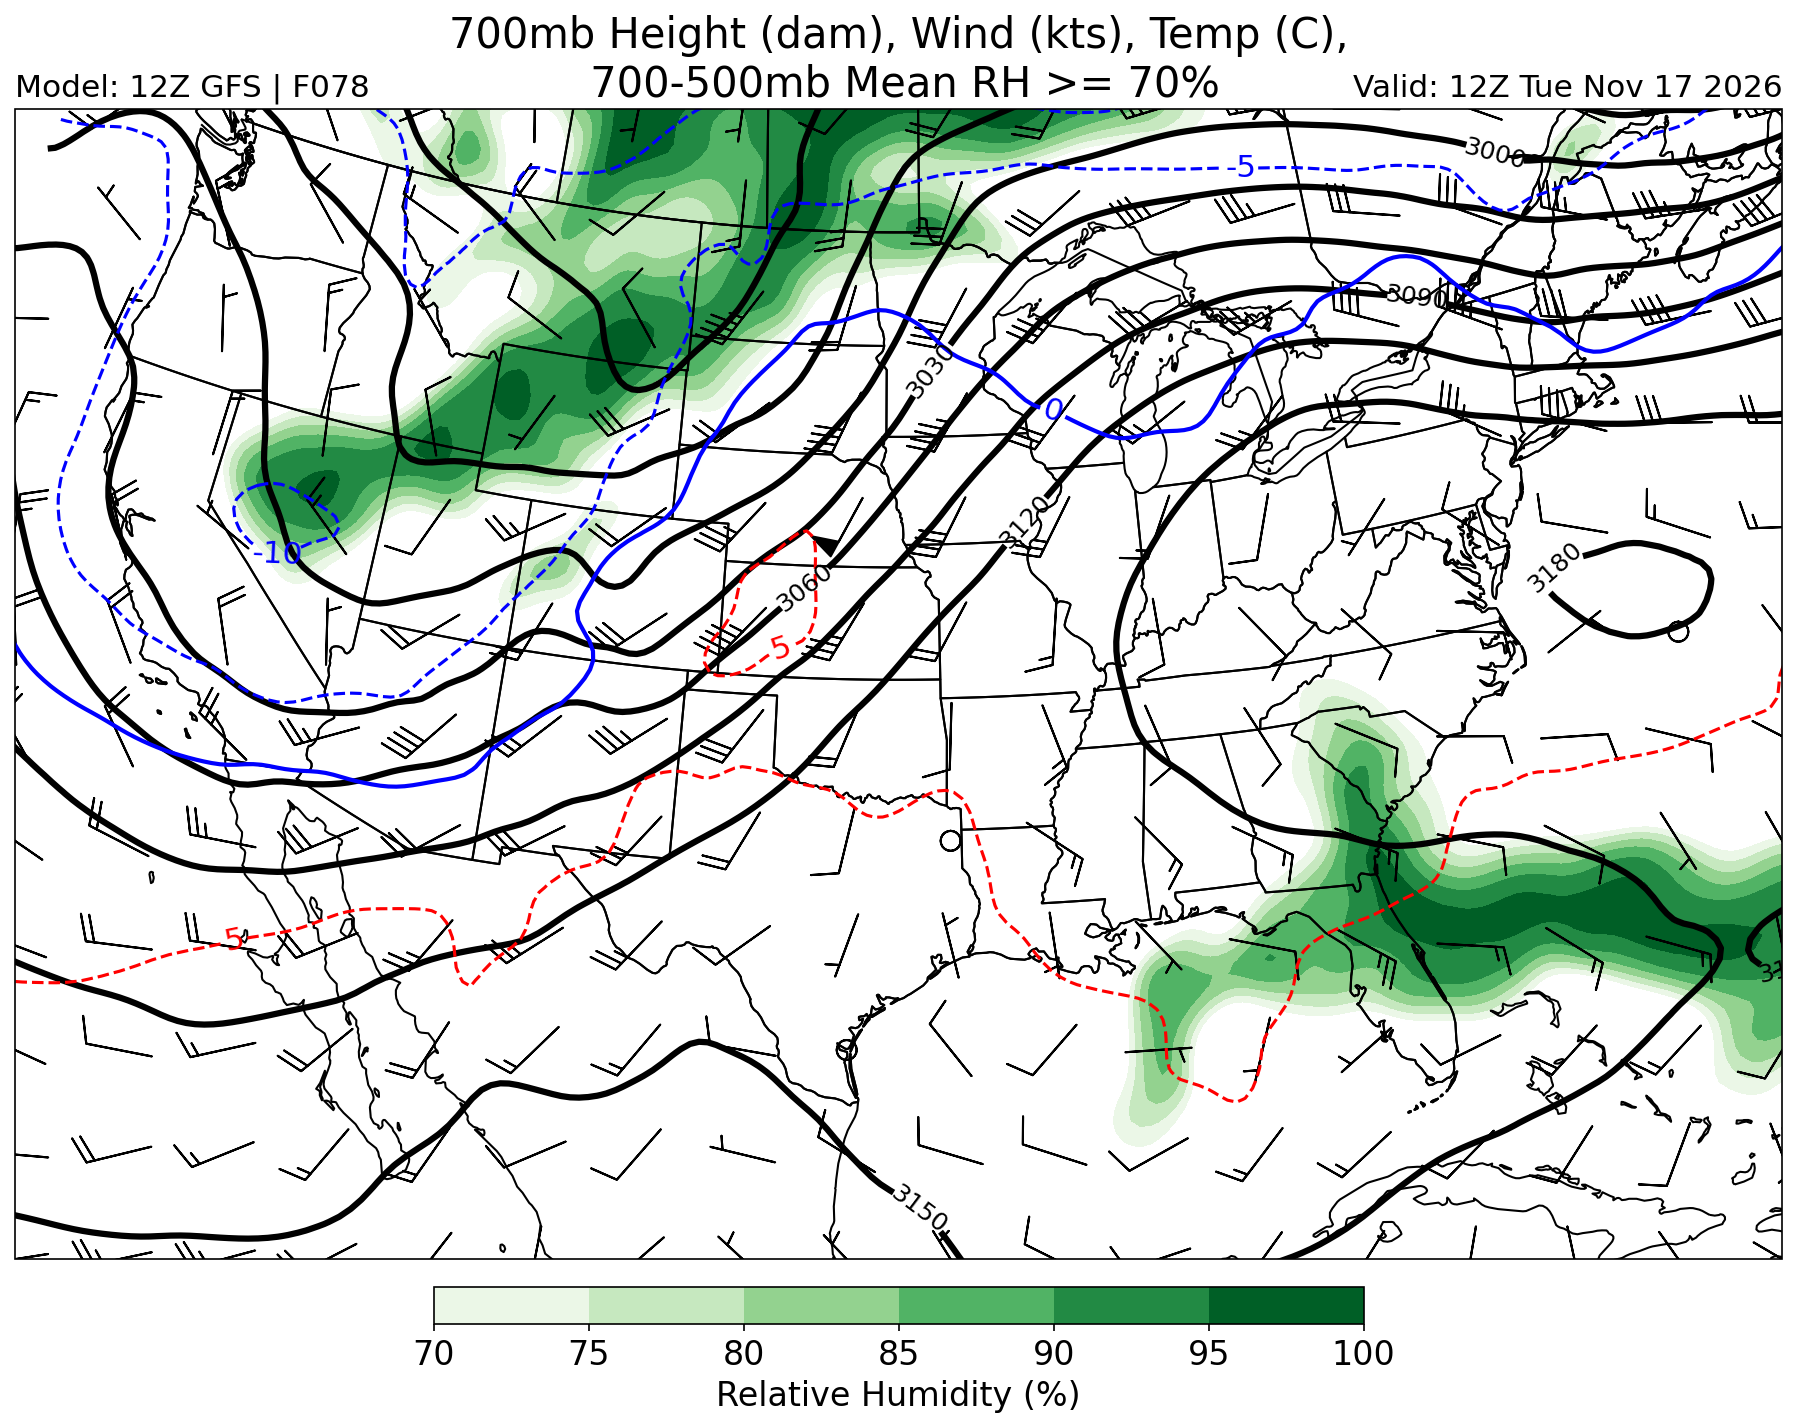 700mb Height (dam), Wind (kts), Temp (C),
700-500mb Mean RH >= 70%
Model: 12Z GFS | F078
Valid: 12Z Tue Nov 17 2026
3000
-5
3090
3030
0
3120
-10
3060
5
3180
5
3150
70 75 80 85 90 95 100
Relative Humidity (%)